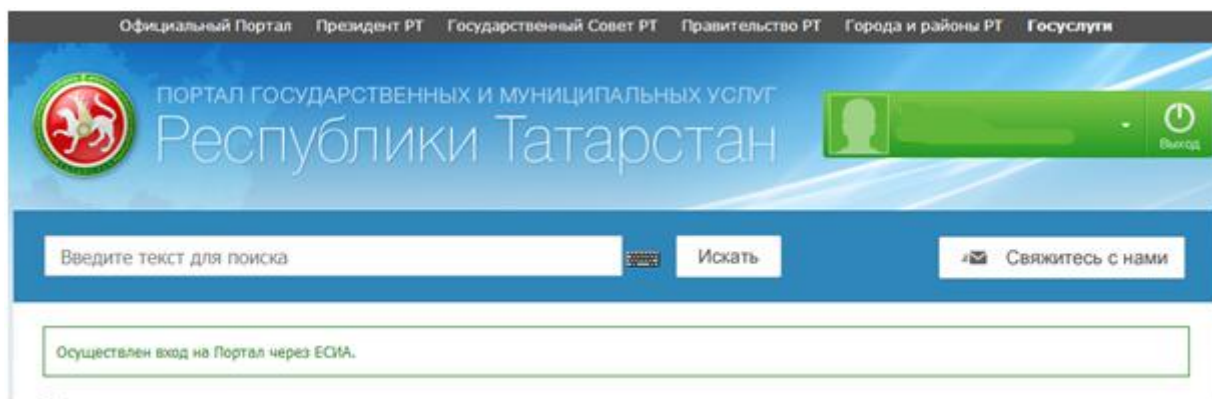 Официальный Портал Президент РТ Государственный Совет РТ Правительство РТ Города и районы РТ Госуслуги
ПОРТАЛ ГОСУДАРСТВЕННЫХ И МУНИЦИПАЛЬНЫХ УСЛУГ
Республики Татарстан
Выход
Введите текст для поиска Искать Свяжитесь с нами
Осуществлен вход на Портал через ЕСИА.